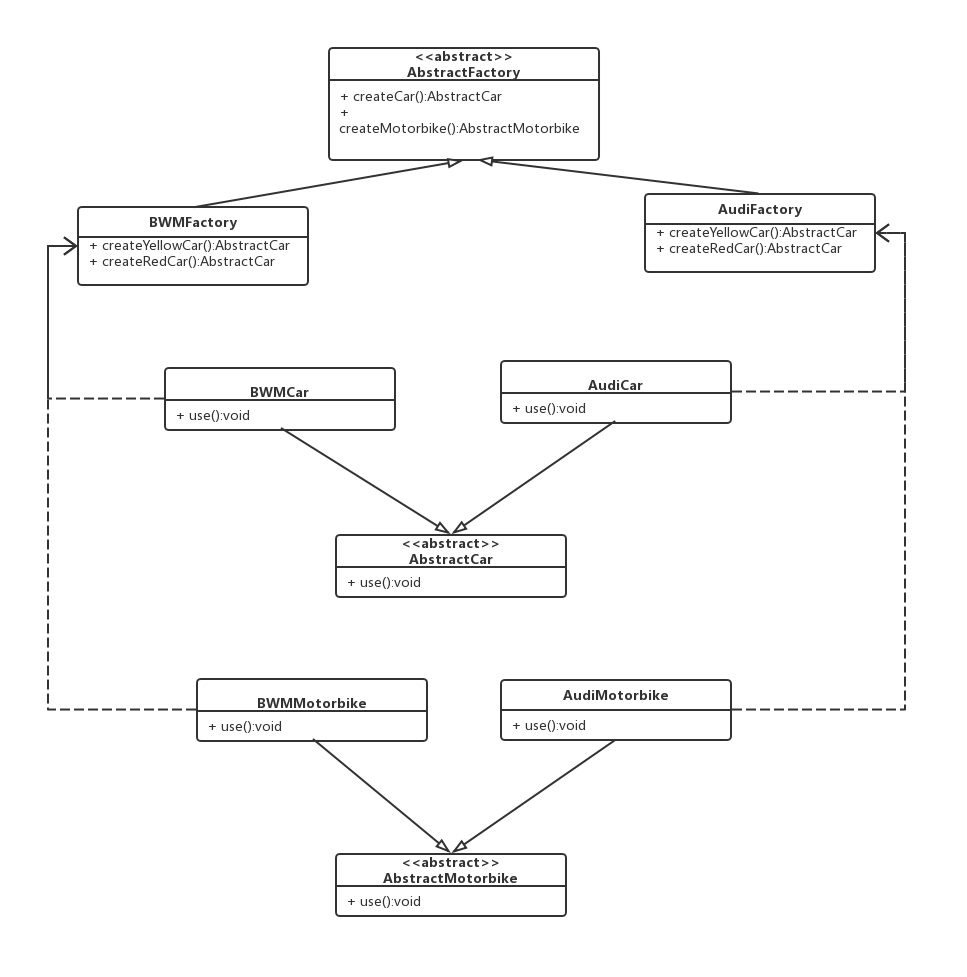 <<abstract>>
AbstractFactory
+ createCar():AbstractCar
+
createMotorbike():AbstractMotorbike
BWMFactory
+ createYellowCar():AbstractCar
+ createRedCar():AbstractCar
AudiFactory
+ createYellowCar():AbstractCar
+ createRedCar():AbstractCar
BWMCar
+ use():void
AudiCar
+ use():void
<<abstract>>
AbstractCar
+ use():void
BWMMotorbike
+ use():void
AudiMotorbike
+ use():void
<<abstract>>
AbstractMotorbike
+ use():void